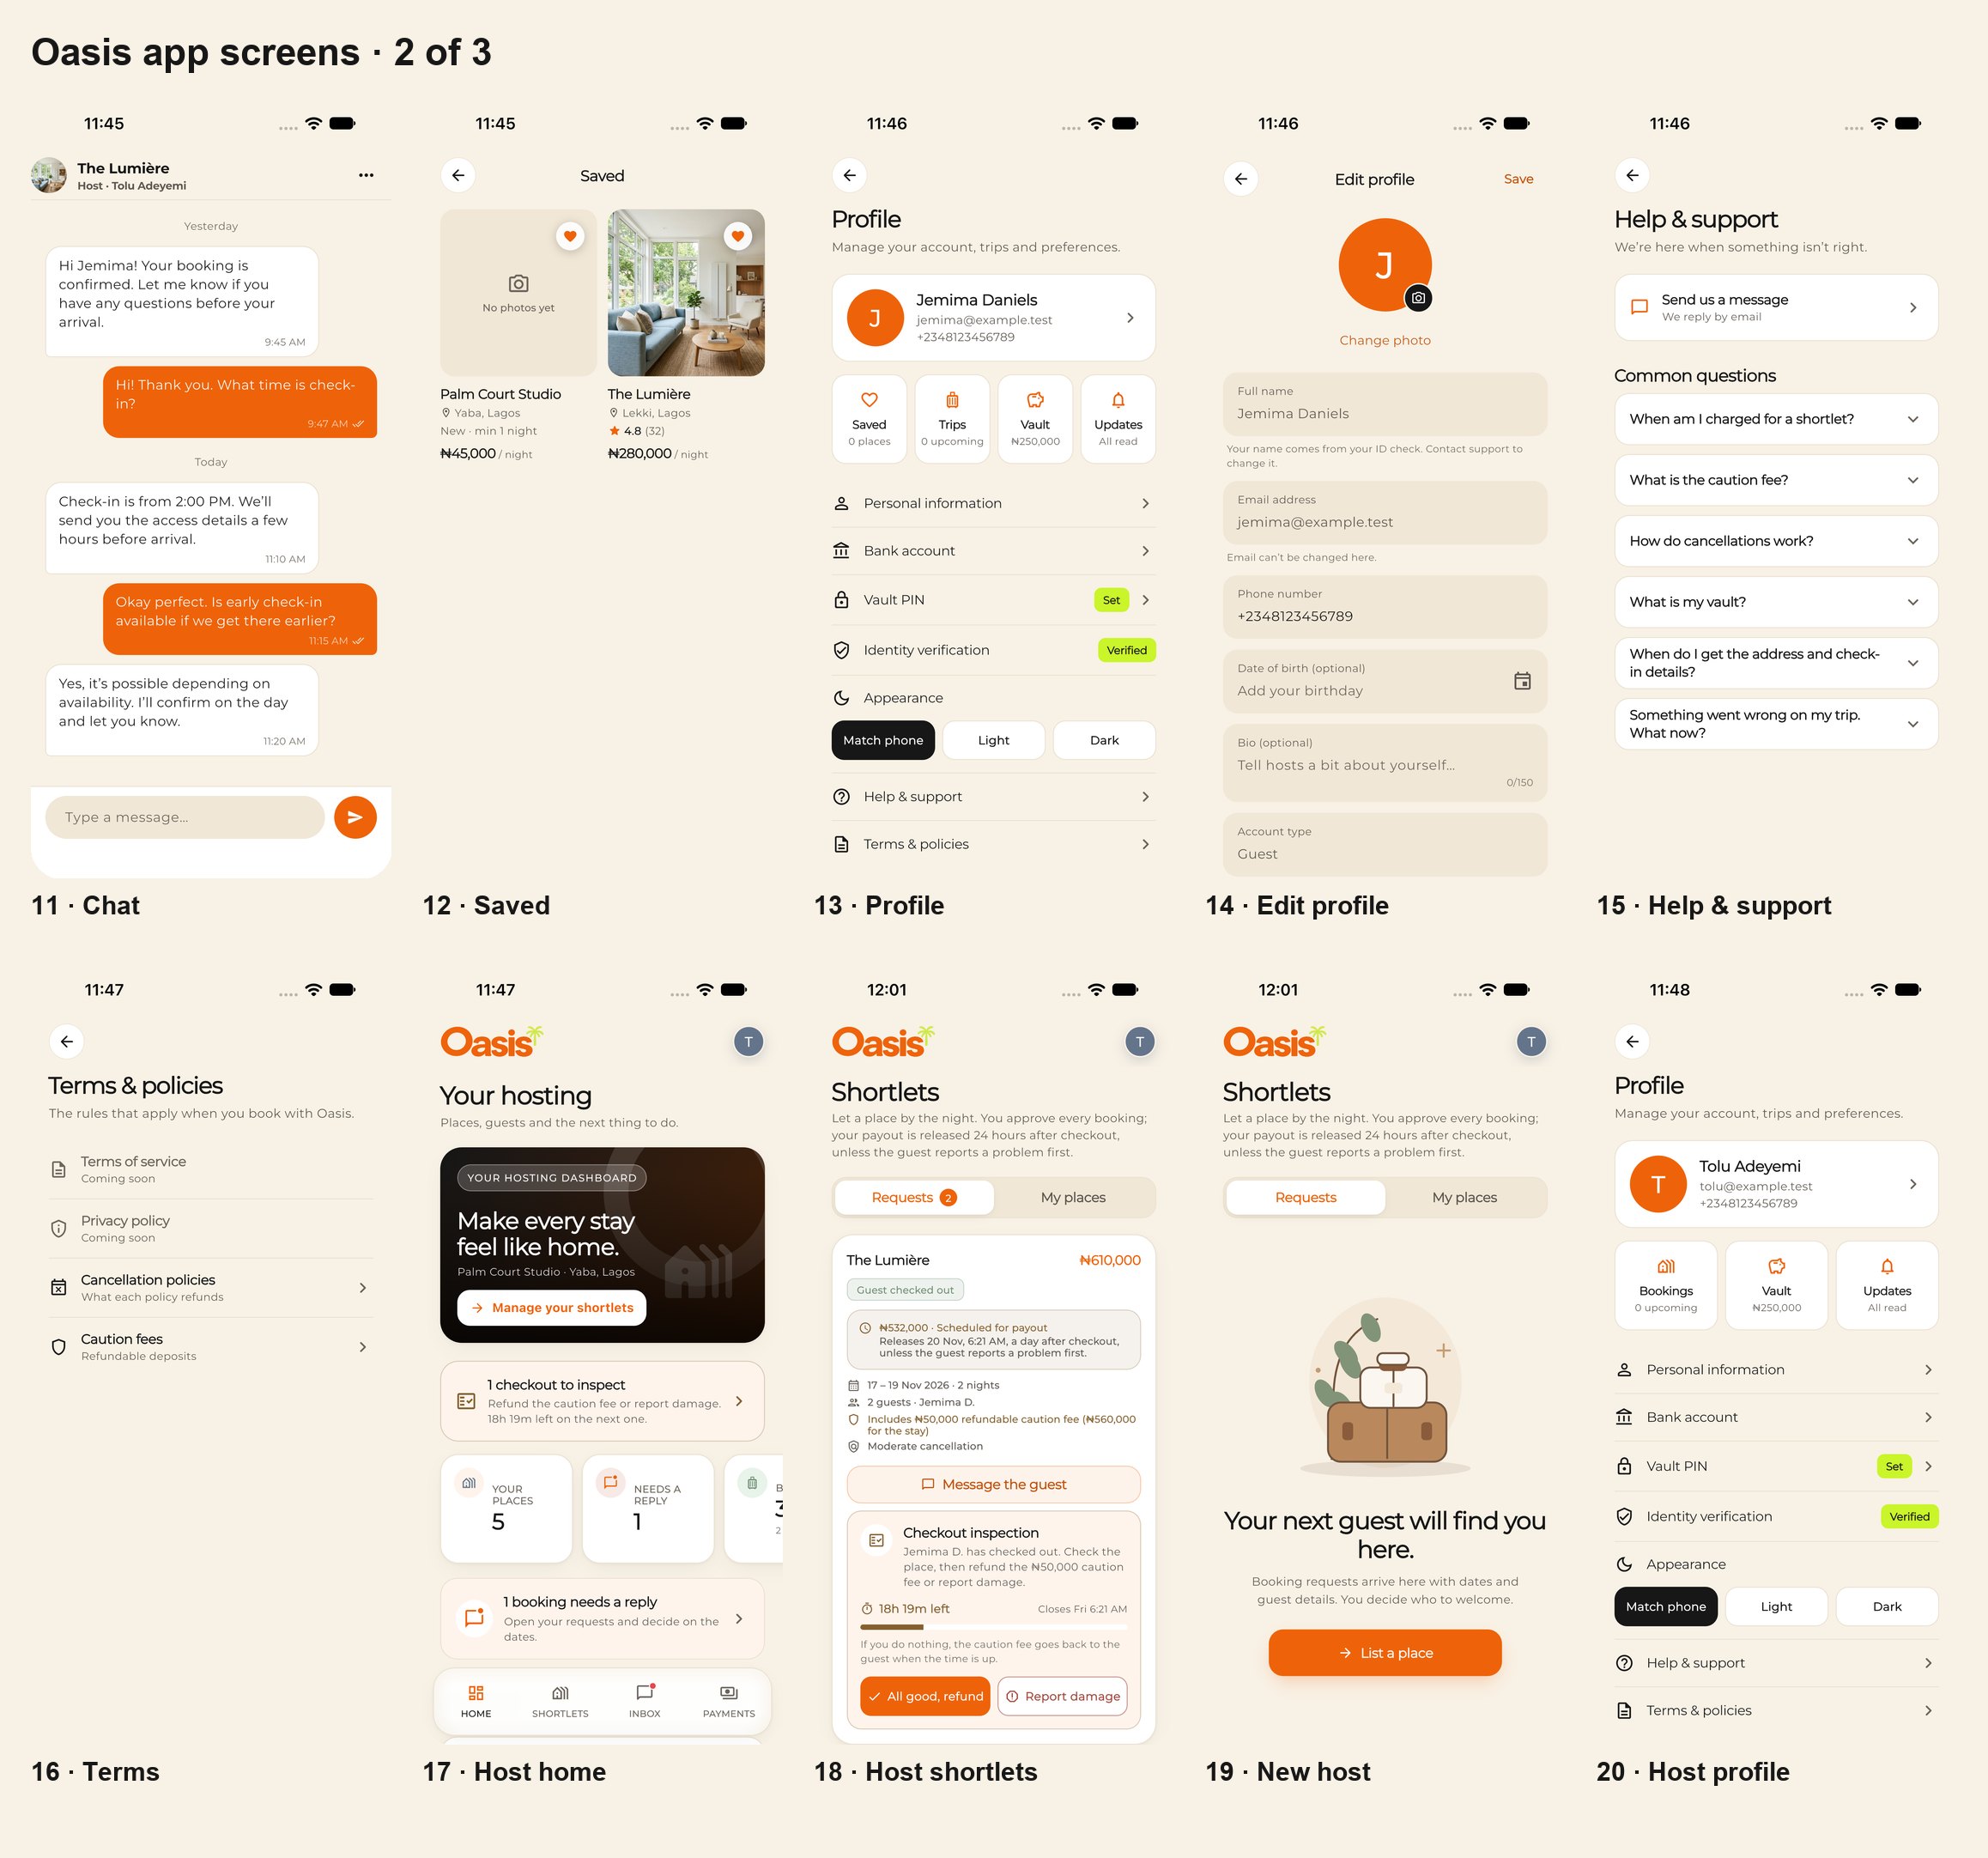 Oasis app screens · 2 of 3
11:45
The Lumière
Host · Tolu Adeyemi
Yesterday
Hi Jemima! Your booking is
confirmed. Let me know if you
have any questions before your
arrival.
9:45 AM
Hi! Thank you. What time is check-
in?
9:47 AM
Today
Check-in is from 2:00 PM. We'll
send you the access details a few
hours before arrival.
11:10 AM
Okay perfect. Is early check-in
available if we get there earlier?
11:15 AM
Yes, it's possible depending on
availability. I'll confirm on the day
and let you know.
11:20 AM
Type a message...
11 · Chat
11:45
Saved
No photos yet
Palm Court Studio
Yaba, Lagos
New · min 1 night
₦45,000 / night
The Lumière
Lekki, Lagos
4.8 (32)
₦280,000 / night
12 · Saved
11:46
Profile
Manage your account, trips and preferences.
J
Jemima Daniels
jemima@example.test
+2348123456789
Saved
0 places
Trips
0 upcoming
Vault
₦250,000
Updates
All read
Personal information
Bank account
Vault PIN
Set
Identity verification
Verified
Appearance
Match phone
Light
Dark
Help & support
Terms & policies
13 · Profile
11:46
Edit profile
Save
J
Change photo
Full name
Jemima Daniels
Your name comes from your ID check. Contact support to
change it.
Email address
jemima@example.test
Email can't be changed here.
Phone number
+2348123456789
Date of birth (optional)
Add your birthday
Bio (optional)
Tell hosts a bit about yourself...
0/150
Account type
Guest
14 · Edit profile
11:46
Help & support
We're here when something isn't right.
Send us a message
We reply by email
Common questions
When am I charged for a shortlet?
What is the caution fee?
How do cancellations work?
What is my vault?
When do I get the address and check-
in details?
Something went wrong on my trip.
What now?
15 · Help & support
11:47
Terms & policies
The rules that apply when you book with Oasis.
Terms of service
Coming soon
Privacy policy
Coming soon
Cancellation policies
What each policy refunds
Caution fees
Refundable deposits
16 · Terms
11:47
Oasis
T
Your hosting
Places, guests and the next thing to do.
YOUR HOSTING DASHBOARD
Make every stay
feel like home.
Palm Court Studio · Yaba, Lagos
Manage your shortlets
1 checkout to inspect
Refund the caution fee or report damage.
18h 19m left on the next one.
YOUR
PLACES
5
NEEDS A
REPLY
1
B
3
2
1 booking needs a reply
Open your requests and decide on the
dates.
HOME
SHORTLETS
INBOX
PAYMENTS
17 · Host home
12:01
Oasis
T
Shortlets
Let a place by the night. You approve every booking;
your payout is released 24 hours after checkout,
unless the guest reports a problem first.
Requests 2
My places
The Lumière
₦610,000
Guest checked out
₦532,000 · Scheduled for payout
Releases 20 Nov, 6:21 AM, a day after checkout,
unless the guest reports a problem first.
17 – 19 Nov 2026 · 2 nights
2 guests · Jemima D.
Includes ₦50,000 refundable caution fee (₦560,000
for the stay)
Moderate cancellation
Message the guest
Checkout inspection
Jemima D. has checked out. Check the
place, then refund the ₦50,000 caution
fee or report damage.
18h 19m left
Closes Fri 6:21 AM
If you do nothing, the caution fee goes back to the
guest when the time is up.
All good, refund
Report damage
18 · Host shortlets
12:01
Oasis
T
Shortlets
Let a place by the night. You approve every booking;
your payout is released 24 hours after checkout,
unless the guest reports a problem first.
Requests
My places
Your next guest will find you
here.
Booking requests arrive here with dates and
guest details. You decide who to welcome.
List a place
19 · New host
11:48
Profile
Manage your account, trips and preferences.
T
Tolu Adeyemi
tolu@example.test
+2348123456789
Bookings
0 upcoming
Vault
₦250,000
Updates
All read
Personal information
Bank account
Vault PIN
Set
Identity verification
Verified
Appearance
Match phone
Light
Dark
Help & support
Terms & policies
20 · Host profile